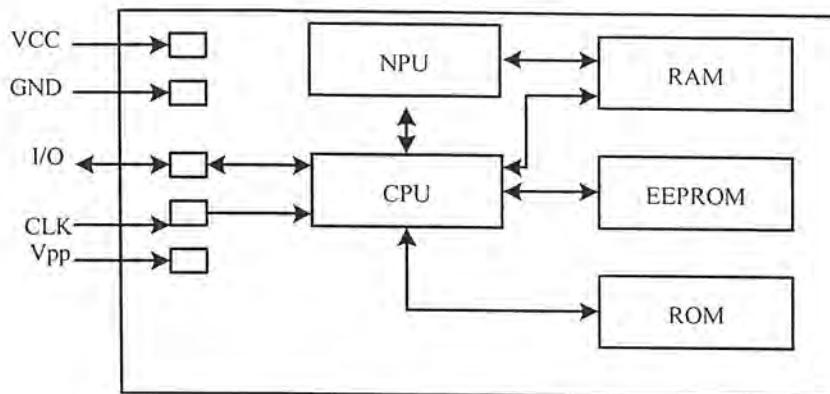 VCC
GND
I/O
CLK
Vpp
NPU
CPU
RAM
EEPROM
ROM